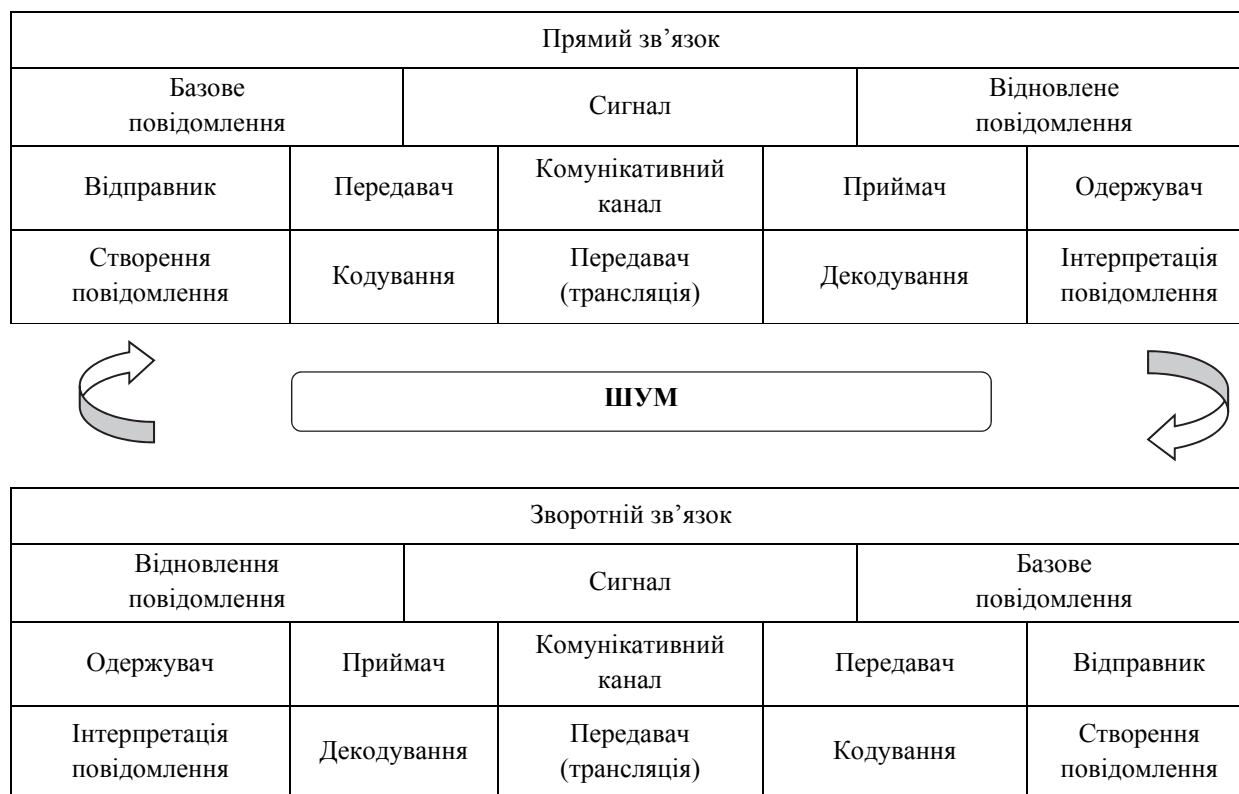 Прямий зв’язок
Базове
повідомлення
Сигнал
Відновлене
повідомлення
Відправник
Передавач
Комунікативний
канал
Приймач
Одержувач
Створення
повідомлення
Кодування
Передавач
(трансляція)
Декодування
Інтерпретація
повідомлення
ШУМ
Зворотній зв’язок
Відновлення
повідомлення
Сигнал
Базове
повідомлення
Одержувач
Приймач
Комунікативний
канал
Передавач
Відправник
Інтерпретація
повідомлення
Декодування
Передавач
(трансляція)
Кодування
Створення
повідомлення